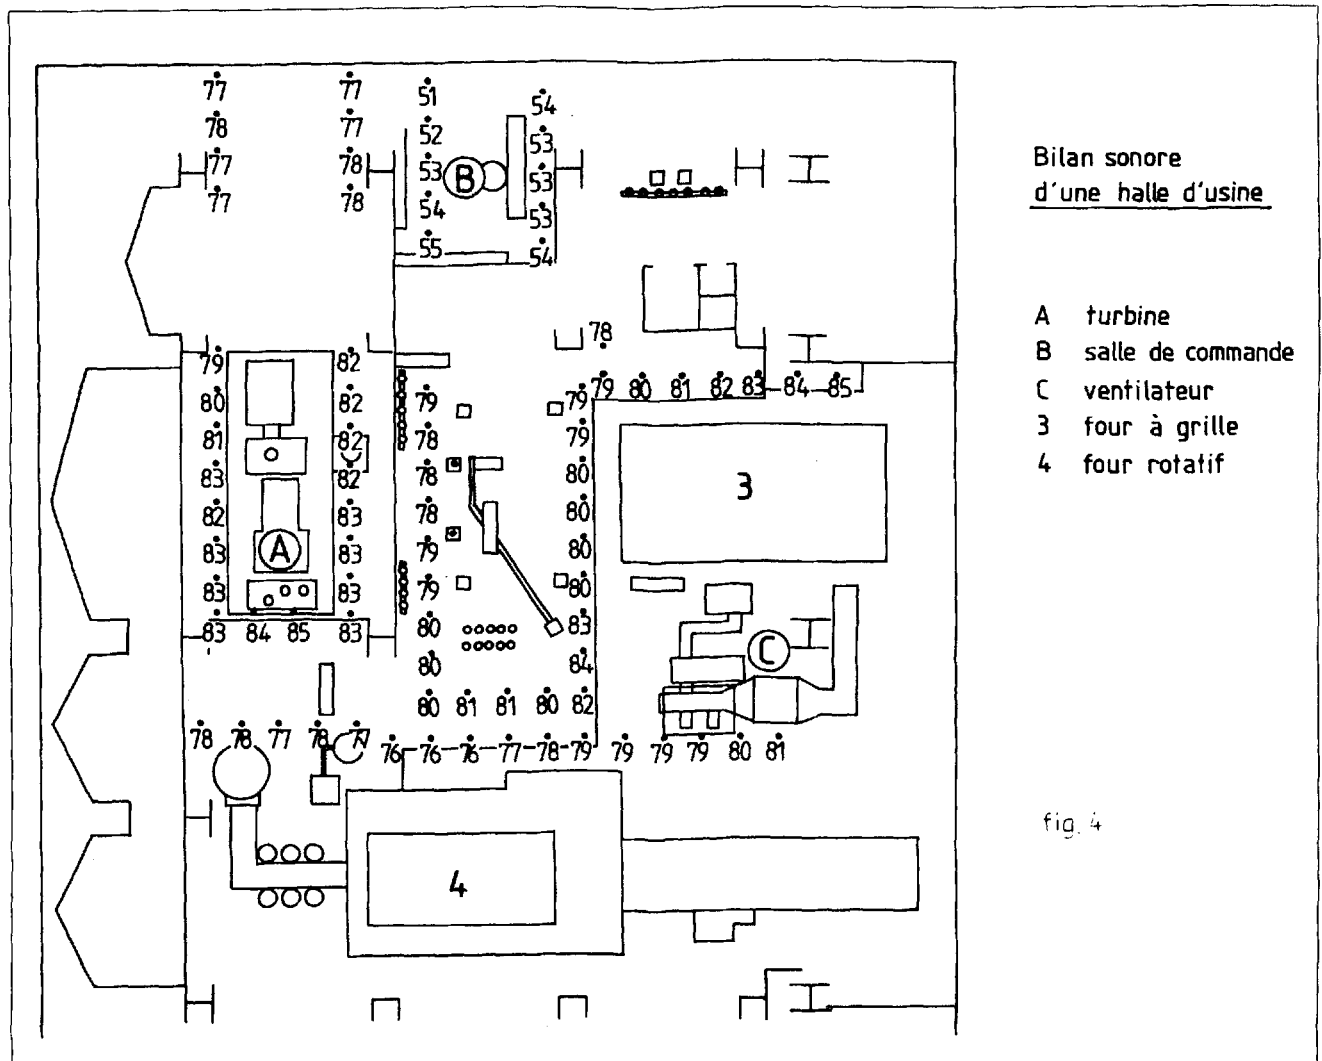 77 77 51 54
78 77 52 53
77 78 53 B 53
77 78 54 53
55 54
Bilan sonore
d'une halle d'usine
A turbine
B salle de commande
C ventilateur
3 four à grille
4 four rotatif
78
79 82 79 80 81 82 83 84 85
80 82 79 79
81 82 78 79
83 82 78 80 3
82 83 78 80
83 A 83 79 80
83 83 79 80
83 84 85 83 80 83 C
80 84
80 81 81 80 82
78 78 77 78 77 76 76 76 77 78 79 79 79 79 80 81
4
fig. 4